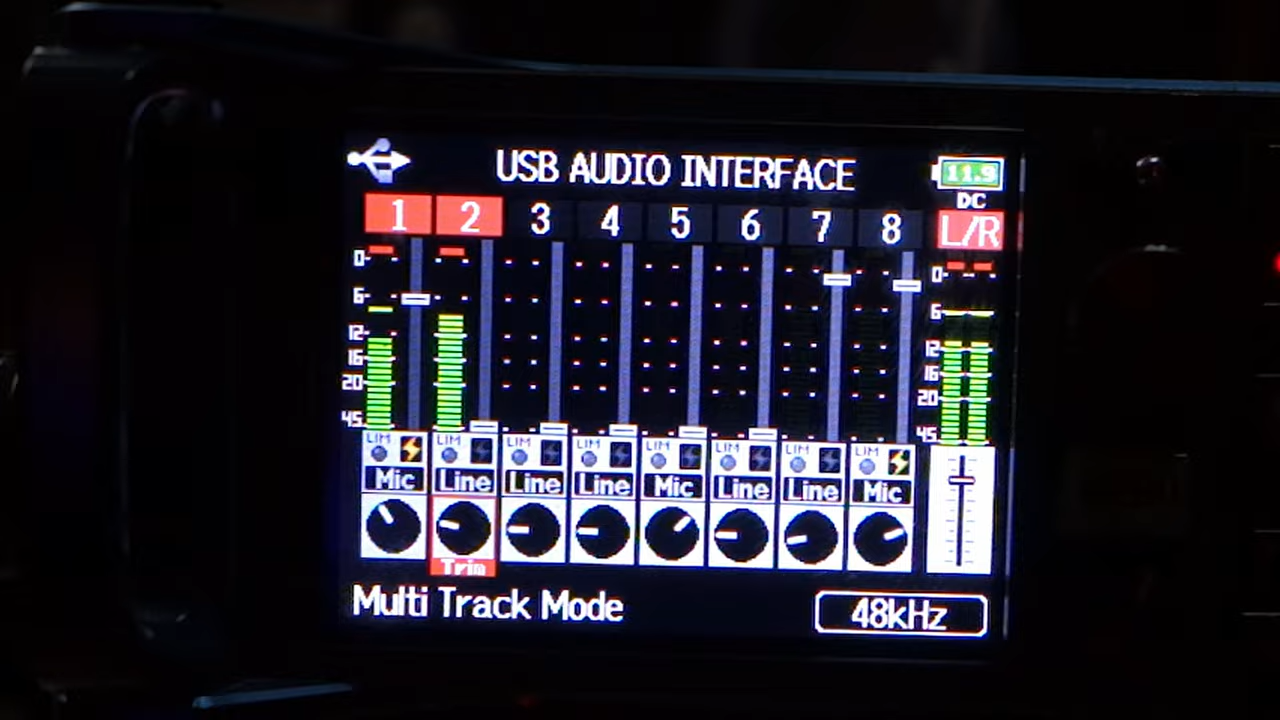 USB AUDIO INTERFACE
11.9
DC
1 2 3 4 5 6 7 8 L/R
0 0
6 6
12 12
16 16
20 20
45 45
LIM LIM LIM LIM LIM LIM LIM LIM
Mic Line Line Line Mic Line Line Mic
Trim
Multi Track Mode 48kHz